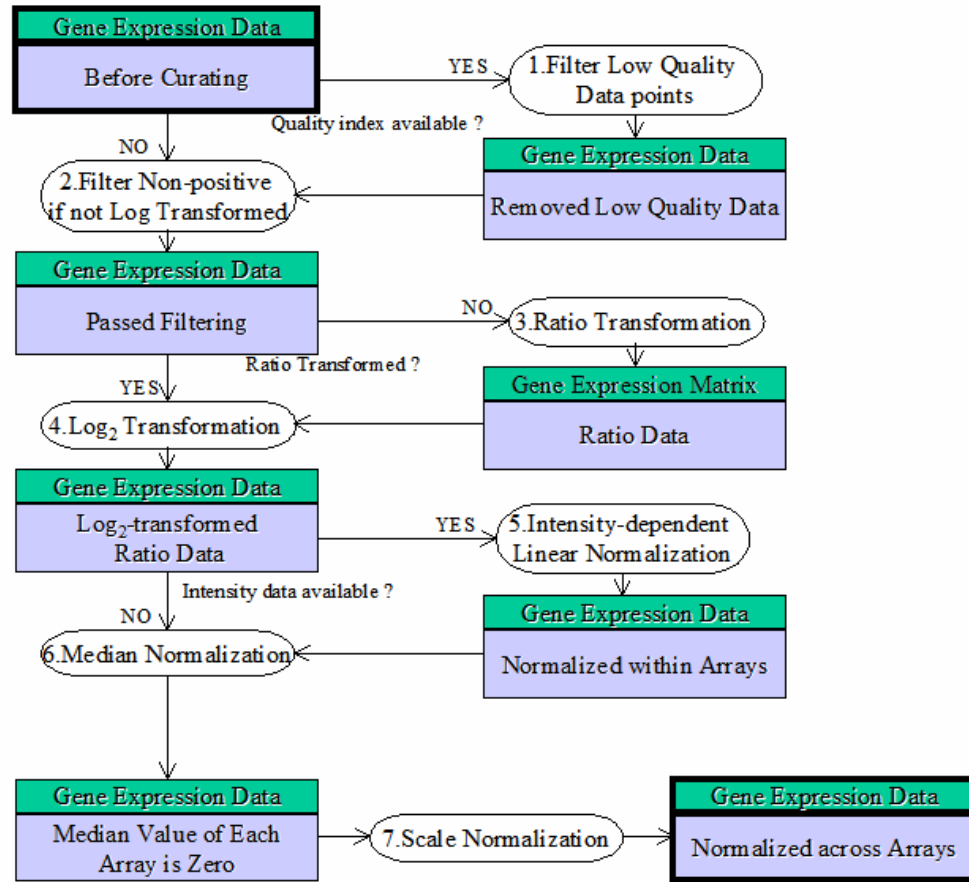 Gene Expression Data
Before Curating
YES
1.Filter Low Quality
Data points
Quality index available ?
NO
2.Filter Non-positive
if not Log Transformed
Gene Expression Data
Removed Low Quality Data
Gene Expression Data
Passed Filtering
NO
3.Ratio Transformation
Ratio Transformed ?
YES
4.Log₂ Transformation
Gene Expression Matrix
Ratio Data
Gene Expression Data
Log₂-transformed
Ratio Data
YES
5.Intensity-dependent
Linear Normalization
Intensity data available ?
NO
6.Median Normalization
Gene Expression Data
Normalized within Arrays
Gene Expression Data
Median Value of Each
Array is Zero
7.Scale Normalization
Gene Expression Data
Normalized across Arrays